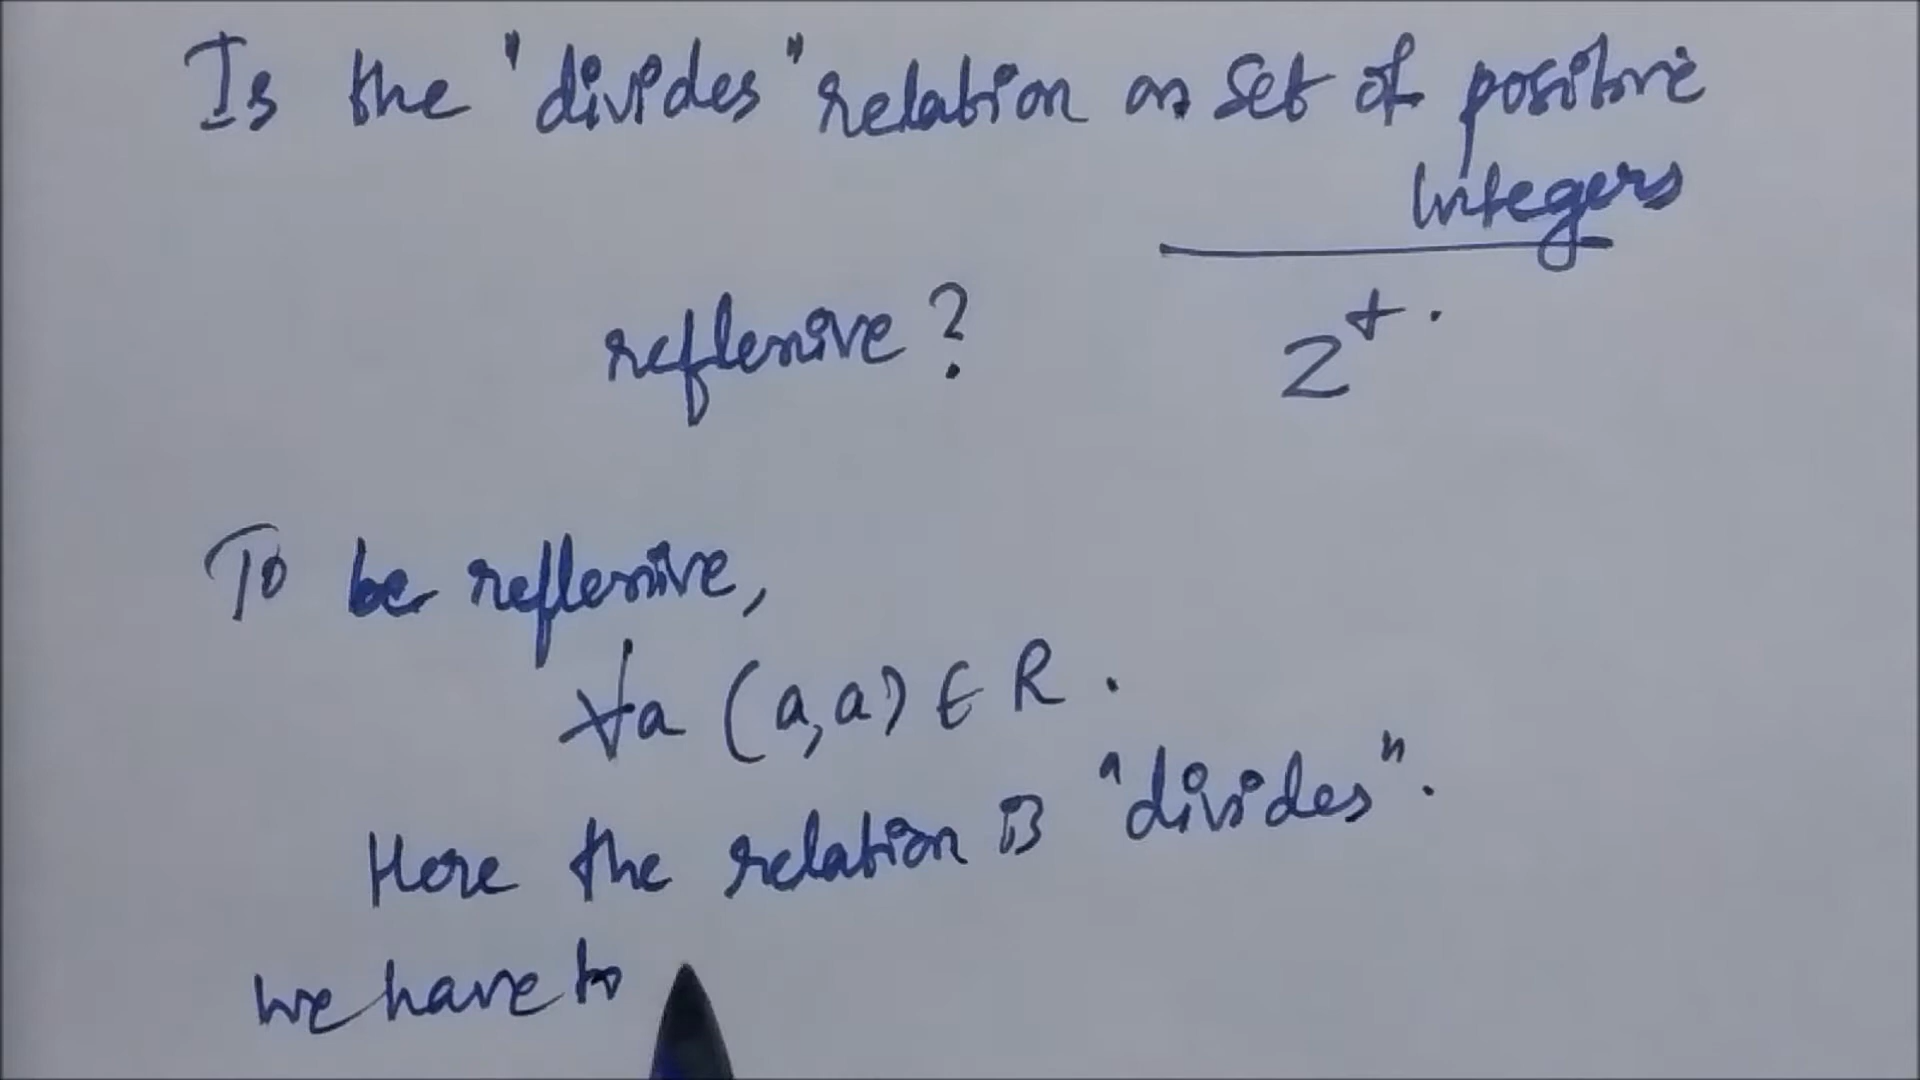 Is the "divides" relation on set of positive
Integers
reflexive?
Z⁺.
To be reflexive,
∀a (a,a) ∈ R.
Here the relation is "divides".
We have to